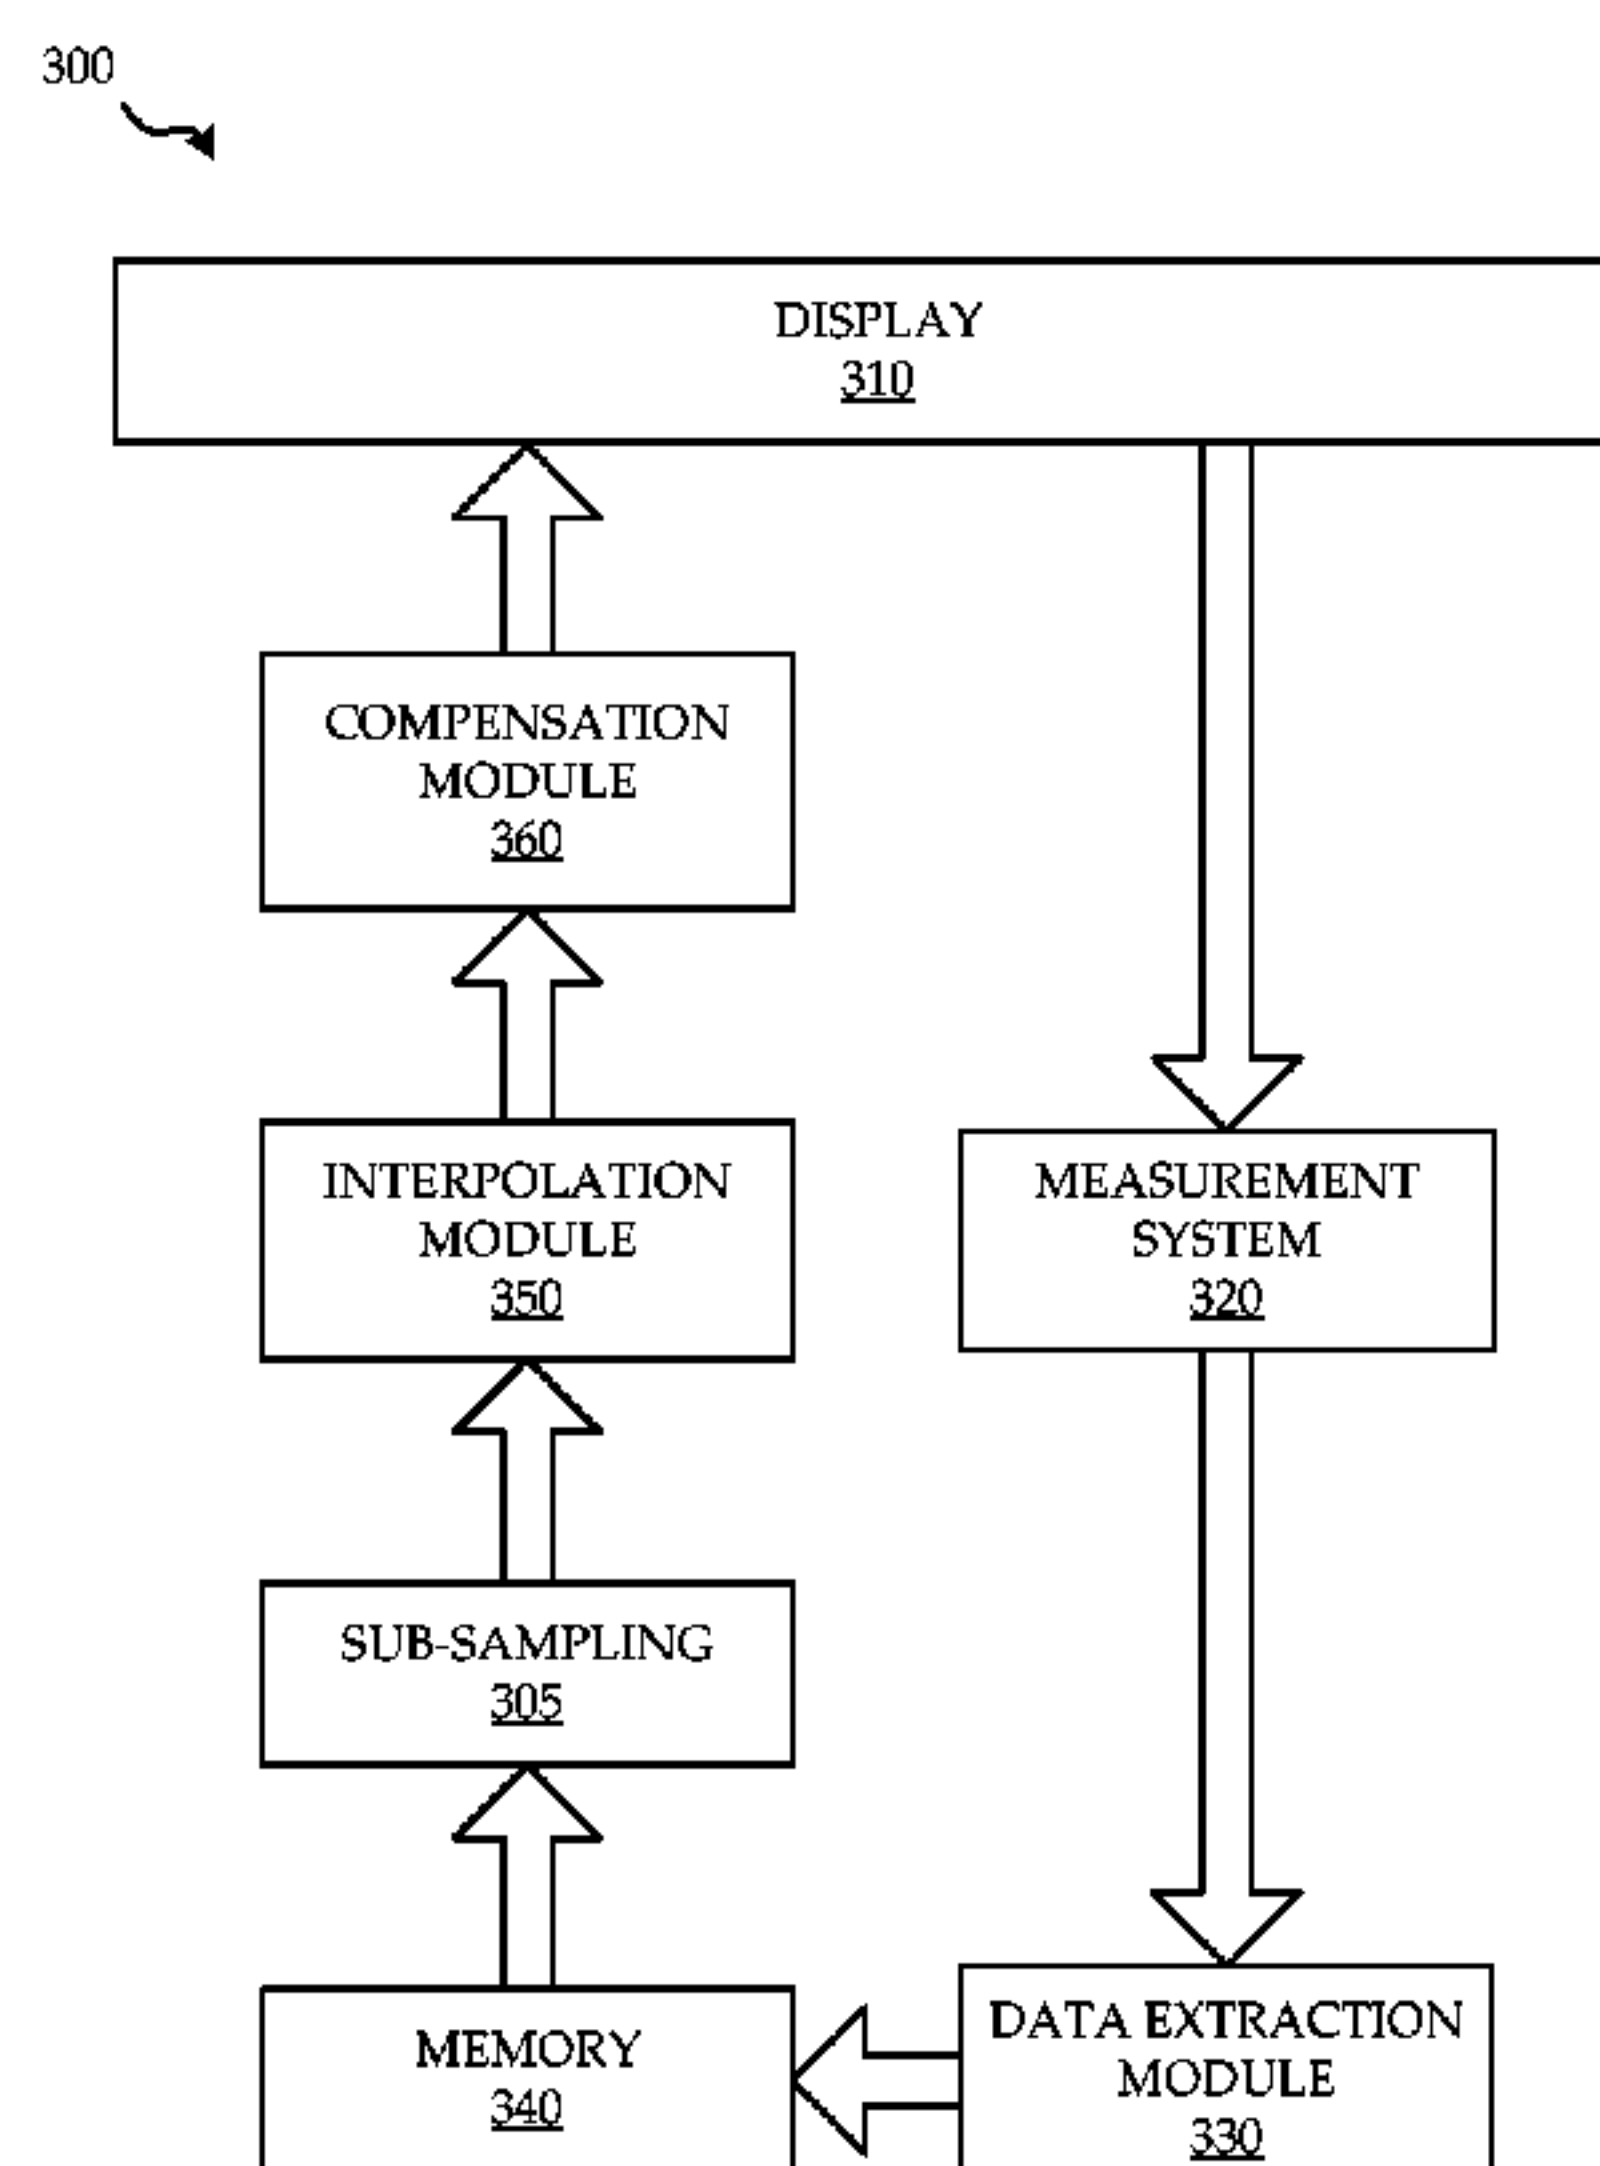 300
DISPLAY
310
COMPENSATION
MODULE
360
INTERPOLATION
MODULE
350
MEASUREMENT
SYSTEM
320
SUB-SAMPLING
305
MEMORY
340
DATA EXTRACTION
MODULE
330